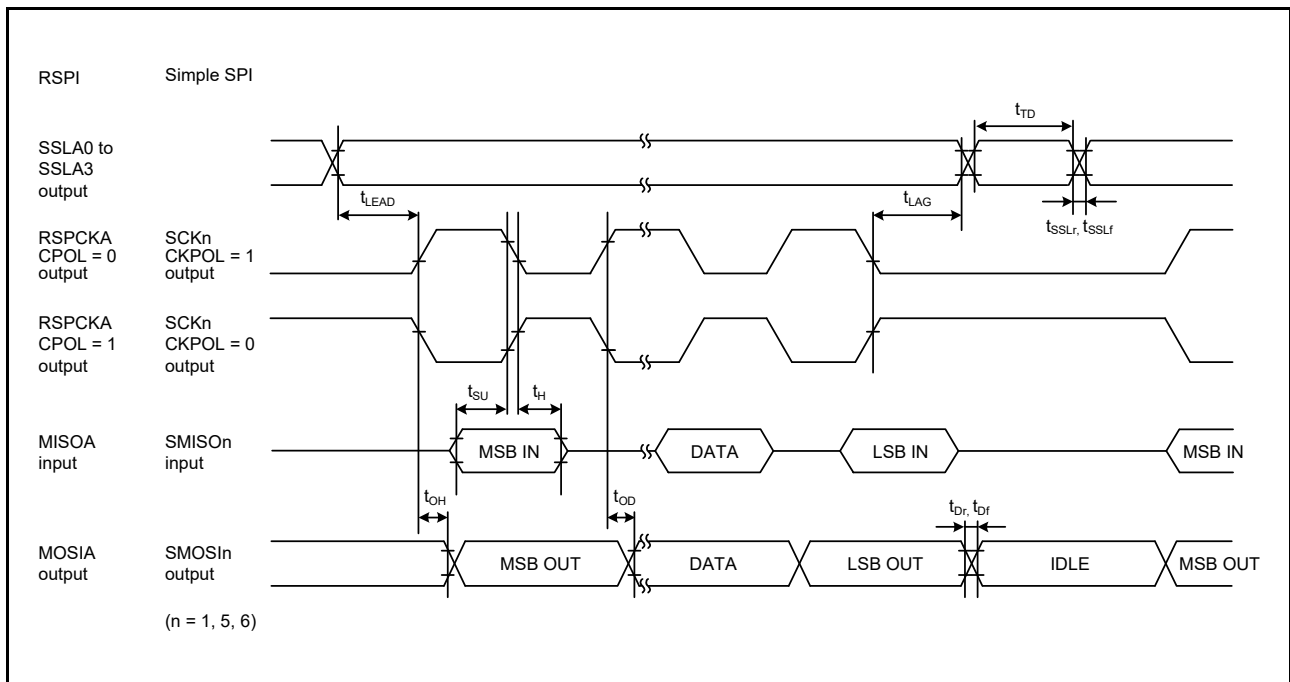 RSPI
Simple SPI
SSLA0 to
SSLA3
output
tTD
tLEAD
tLAG
tSSLr, tSSLf
RSPCKA
CPOL = 0
output
SCKn
CKPOL = 1
output
RSPCKA
CPOL = 1
output
SCKn
CKPOL = 0
output
tSU
tH
MISOA
input
SMISOn
input
MSB IN
DATA
LSB IN
MSB IN
tOH
tOD
tDr, tDf
MOSIA
output
SMOSIn
output
MSB OUT
DATA
LSB OUT
IDLE
MSB OUT
(n = 1, 5, 6)